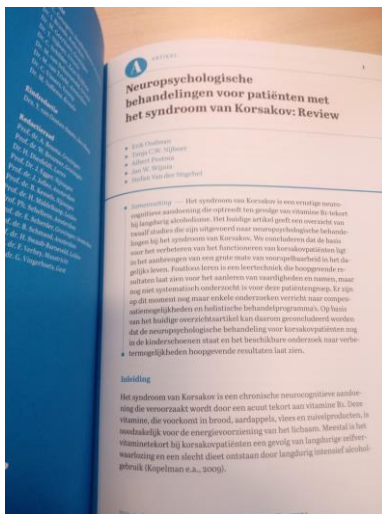 ARTIKEL
A
1
Neuropsychologische
behandelingen voor patiënten met
het syndroom van Korsakov: Review
Erik Oudman
Tanja C.W. Nijboer
Albert Postma
Jan W. Wijnia
Stefan Van der Stigchel
Samenvatting — Het syndroom van Korsakov is een ernstige neuro-
cognitieve aandoening die optreedt ten gevolge van vitamine B1-tekort
bij langdurig alcoholisme. Het huidige artikel geeft een overzicht van
twaalf studies die zijn uitgevoerd naar neuropsychologische behande-
lingen bij het syndroom van Korsakov. We concluderen dat de basis
voor het verbeteren van het functioneren van korsakovpatiënten ligt
in het aanbrengen van een grote mate van voorspelbaarheid in het da-
gelijks leven. Foutloos leren is een leertechniek die hoopgevende re-
sultaten laat zien voor het aanleren van vaardigheden en namen, maar
nog niet systematisch onderzocht is voor deze patiëntengroep. Er zijn
op dit moment nog maar enkele onderzoeken verricht naar compen-
satiemogelijkheden en holistische behandelprogramma's. Op basis
van het huidige overzichtsartikel kan daarom geconcludeerd worden
dat de neuropsychologische behandeling voor korsakovpatiënten nog
in de kinderschoenen staat en het beschikbare onderzoek naar verbe-
termogelijkheden hoopgevende resultaten laat zien.
Inleiding
Het syndroom van Korsakov is een chronische neurocognitieve aandoe-
ning die veroorzaakt wordt door een acuut tekort aan vitamine B1. Deze
vitamine, die voorkomt in brood, aardappels, vlees en zuivelproducten, is
noodzakelijk voor de energievoorziening van het lichaam. Meestal is het
vitaminetekort bij korsakovpatiënten een gevolg van langdurige zelfver-
waarlozing en een slecht dieet ontstaan door langdurig intensief alcohol-
gebruik (Kopelman e.a., 2009).
Eindredactie
Redactieraad